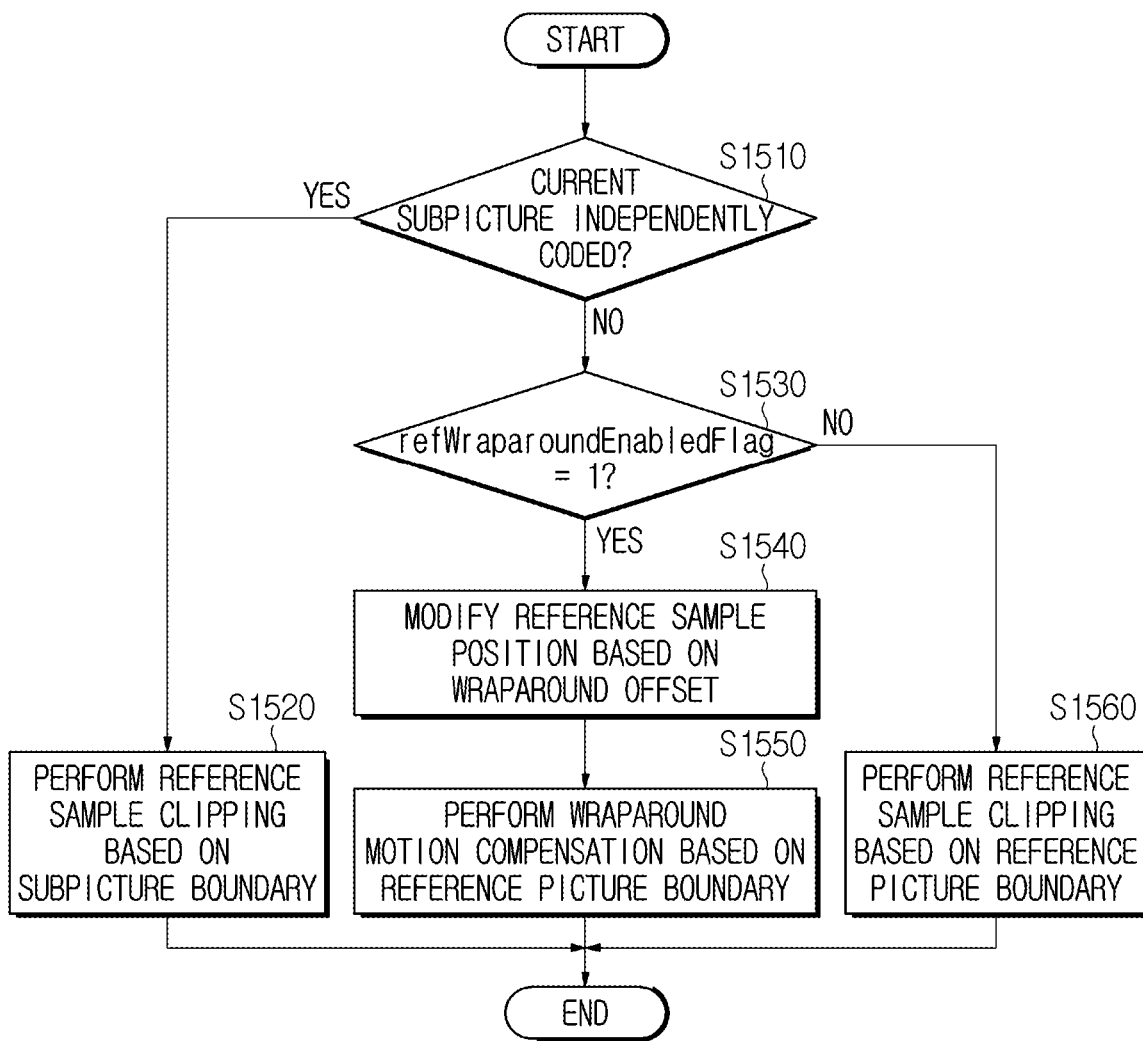 START
S1510
YES
CURRENT
SUBPICTURE INDEPENDENTLY
CODED?
NO
S1530
NO
refWraparoundEnabledFlag
= 1?
YES
S1540
MODIFY REFERENCE SAMPLE
POSITION BASED ON
WRAPAROUND OFFSET
S1520
PERFORM REFERENCE
SAMPLE CLIPPING
BASED ON
SUBPICTURE BOUNDARY
S1550
PERFORM WRAPAROUND
MOTION COMPENSATION BASED ON
REFERENCE PICTURE BOUNDARY
S1560
PERFORM REFERENCE
SAMPLE CLIPPING
BASED ON REFERENCE
PICTURE BOUNDARY
END